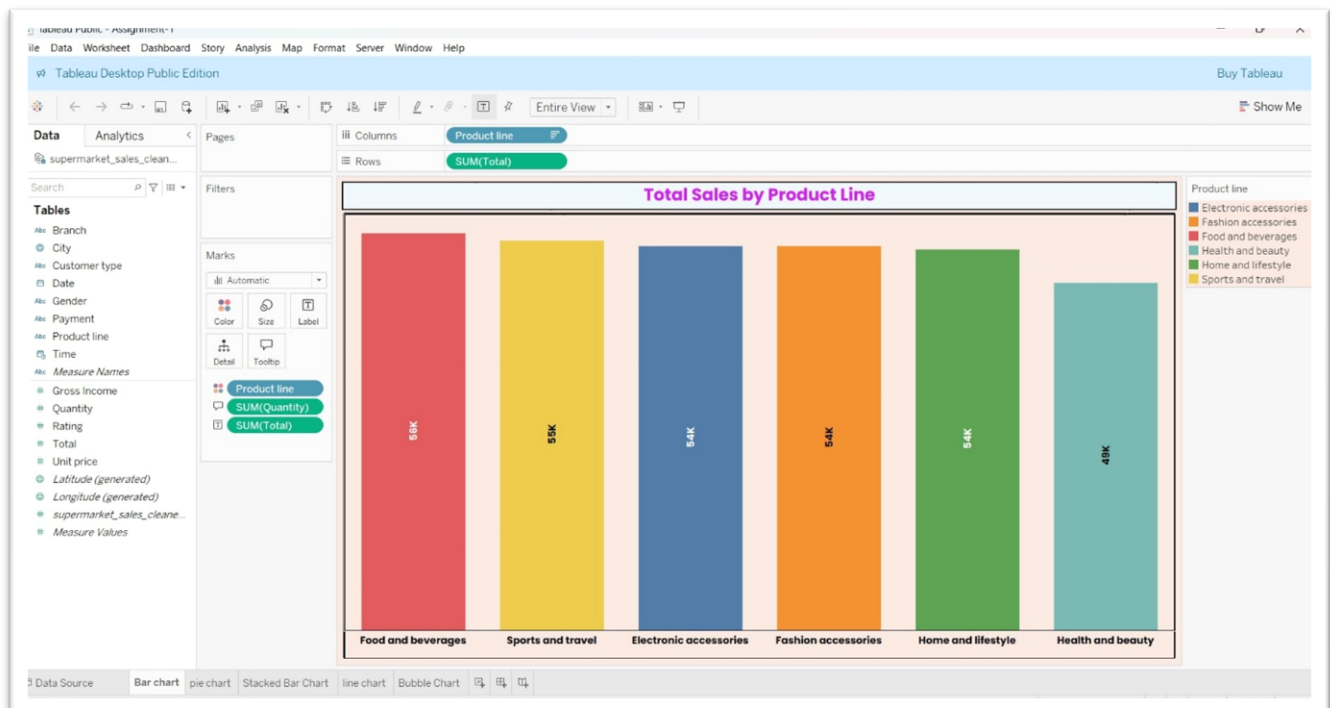 Tableau Public - Assignment-1
ile Data Worksheet Dashboard Story Analysis Map Format Server Window Help
Tableau Desktop Public Edition
Buy Tableau
Entire View
Show Me
Data Analytics
supermarket_sales_clean...
Search
Tables
Abc Branch
City
Abc Customer type
Date
Abc Gender
Abc Payment
Abc Product line
Time
Abc Measure Names
# Gross Income
# Quantity
# Rating
# Total
# Unit price
Latitude (generated)
Longitude (generated)
# supermarket_sales_cleane...
# Measure Values
Pages
Filters
Marks
Automatic
Color Size Label
Detail Tooltip
Product line
SUM(Quantity)
SUM(Total)
Columns Product line
Rows SUM(Total)
Total Sales by Product Line
56K
55K
54K
54K
54K
49K
Food and beverages Sports and travel Electronic accessories Fashion accessories Home and lifestyle Health and beauty
Product line
Electronic accessories
Fashion accessories
Food and beverages
Health and beauty
Home and lifestyle
Sports and travel
Data Source Bar chart pie chart Stacked Bar Chart line chart Bubble Chart